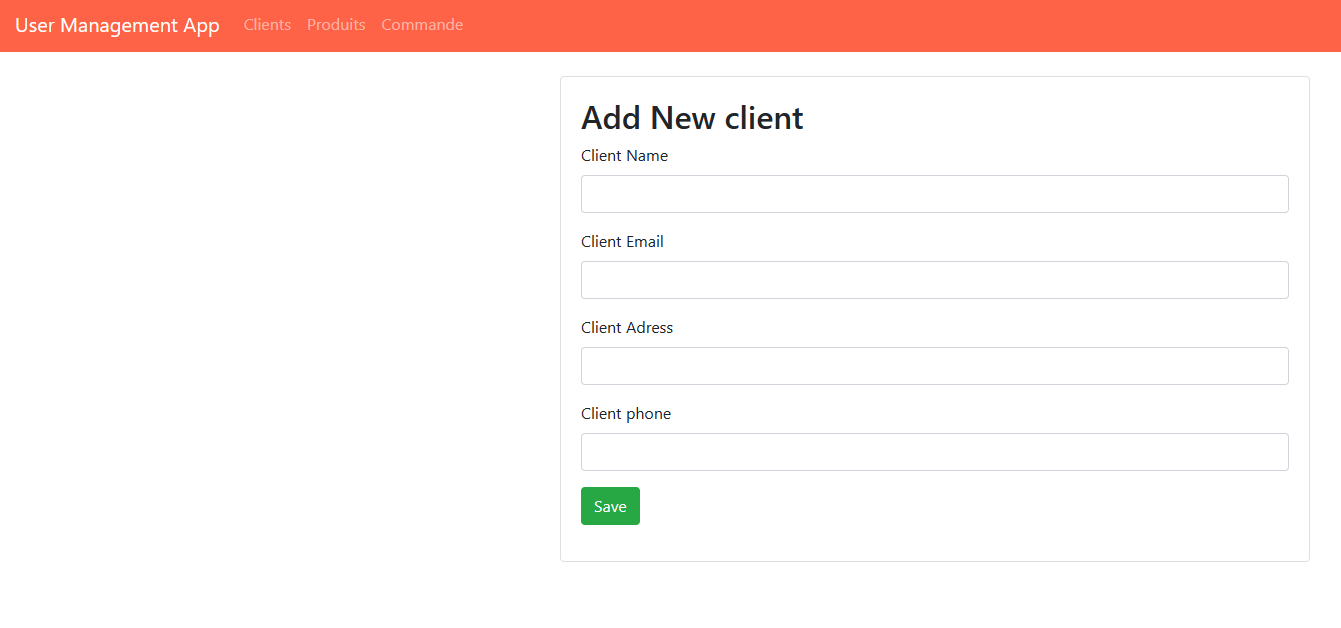 User Management App Clients Produits Commande
Add New client
Client Name
Client Email
Client Adress
Client phone
Save